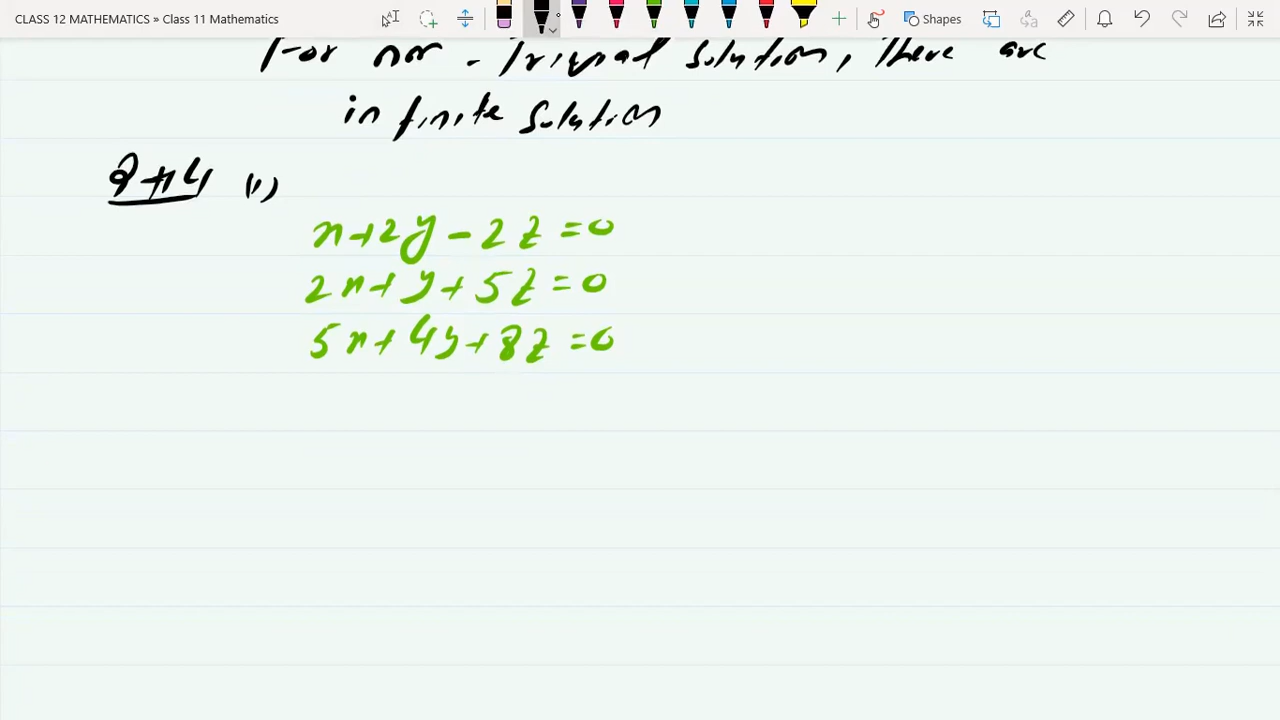 CLASS 12 MATHEMATICS » Class 11 Mathematics
Shapes
For non-Trivial solution, There are
infinite solution
Q#4 (i)
x+2y-2z=0
2x+y+5z=0
5x+4y+8z=0